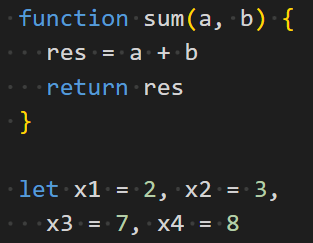 function sum(a, b) {
   res = a + b
   return res
}

let x1 = 2, x2 = 3,
   x3 = 7, x4 = 8